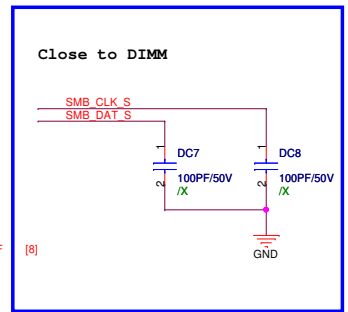 Close to DIMM
SMB_CLK_S
SMB_DAT_S
1
DC7
100PF/50V
/X
2
1
DC8
100PF/50V
/X
2
GND
F [8]